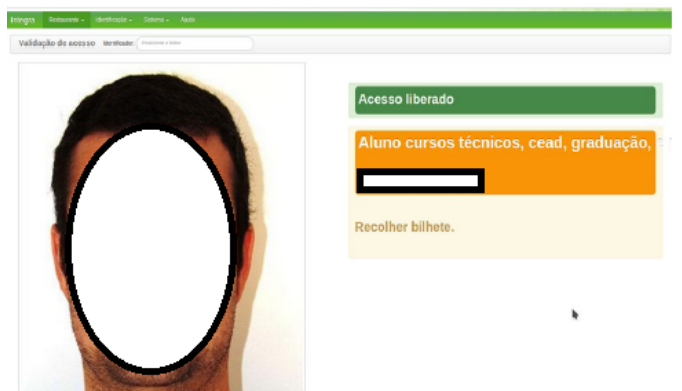 Integra Restaurante Identificação Sistema Ajuda
Validação de acesso Identificador:
Acesso liberado
Aluno cursos técnicos, cead, graduação,
Recolher bilhete.